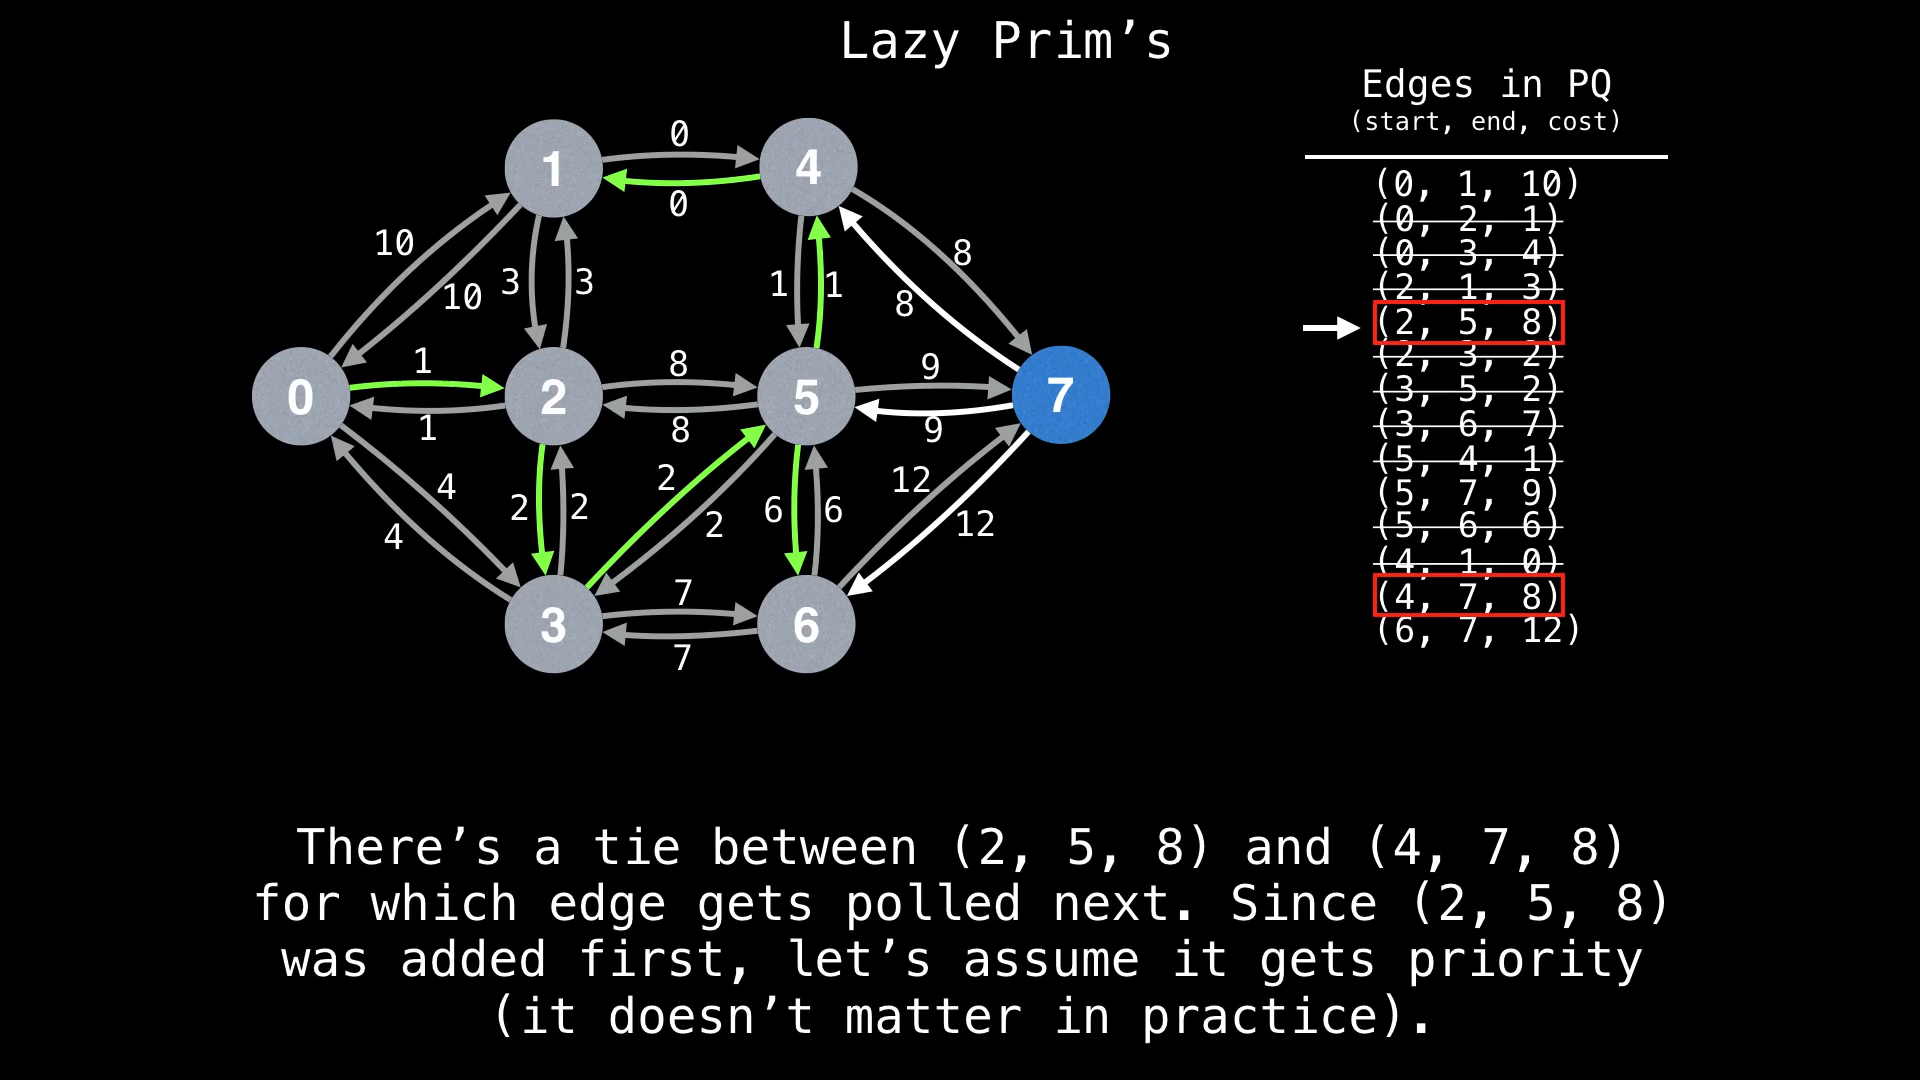 Lazy Prim’s
Edges in PQ
(start, end, cost)
(0, 1, 10)
(0, 2, 1)
(0, 3, 4)
(2, 1, 3)
(2, 5, 8)
(2, 3, 2)
(3, 5, 2)
(3, 6, 7)
(5, 4, 1)
(5, 7, 9)
(5, 6, 6)
(4, 1, 0)
(4, 7, 8)
(6, 7, 12)
0
1
4
0
10
8
3
3
1
1
10
8
1
8
9
0
2
5
7
1
8
9
4
2
12
2
2
6
6
2
12
4
7
3
6
7
There’s a tie between (2, 5, 8) and (4, 7, 8)
for which edge gets polled next. Since (2, 5, 8)
was added first, let’s assume it gets priority
(it doesn’t matter in practice).